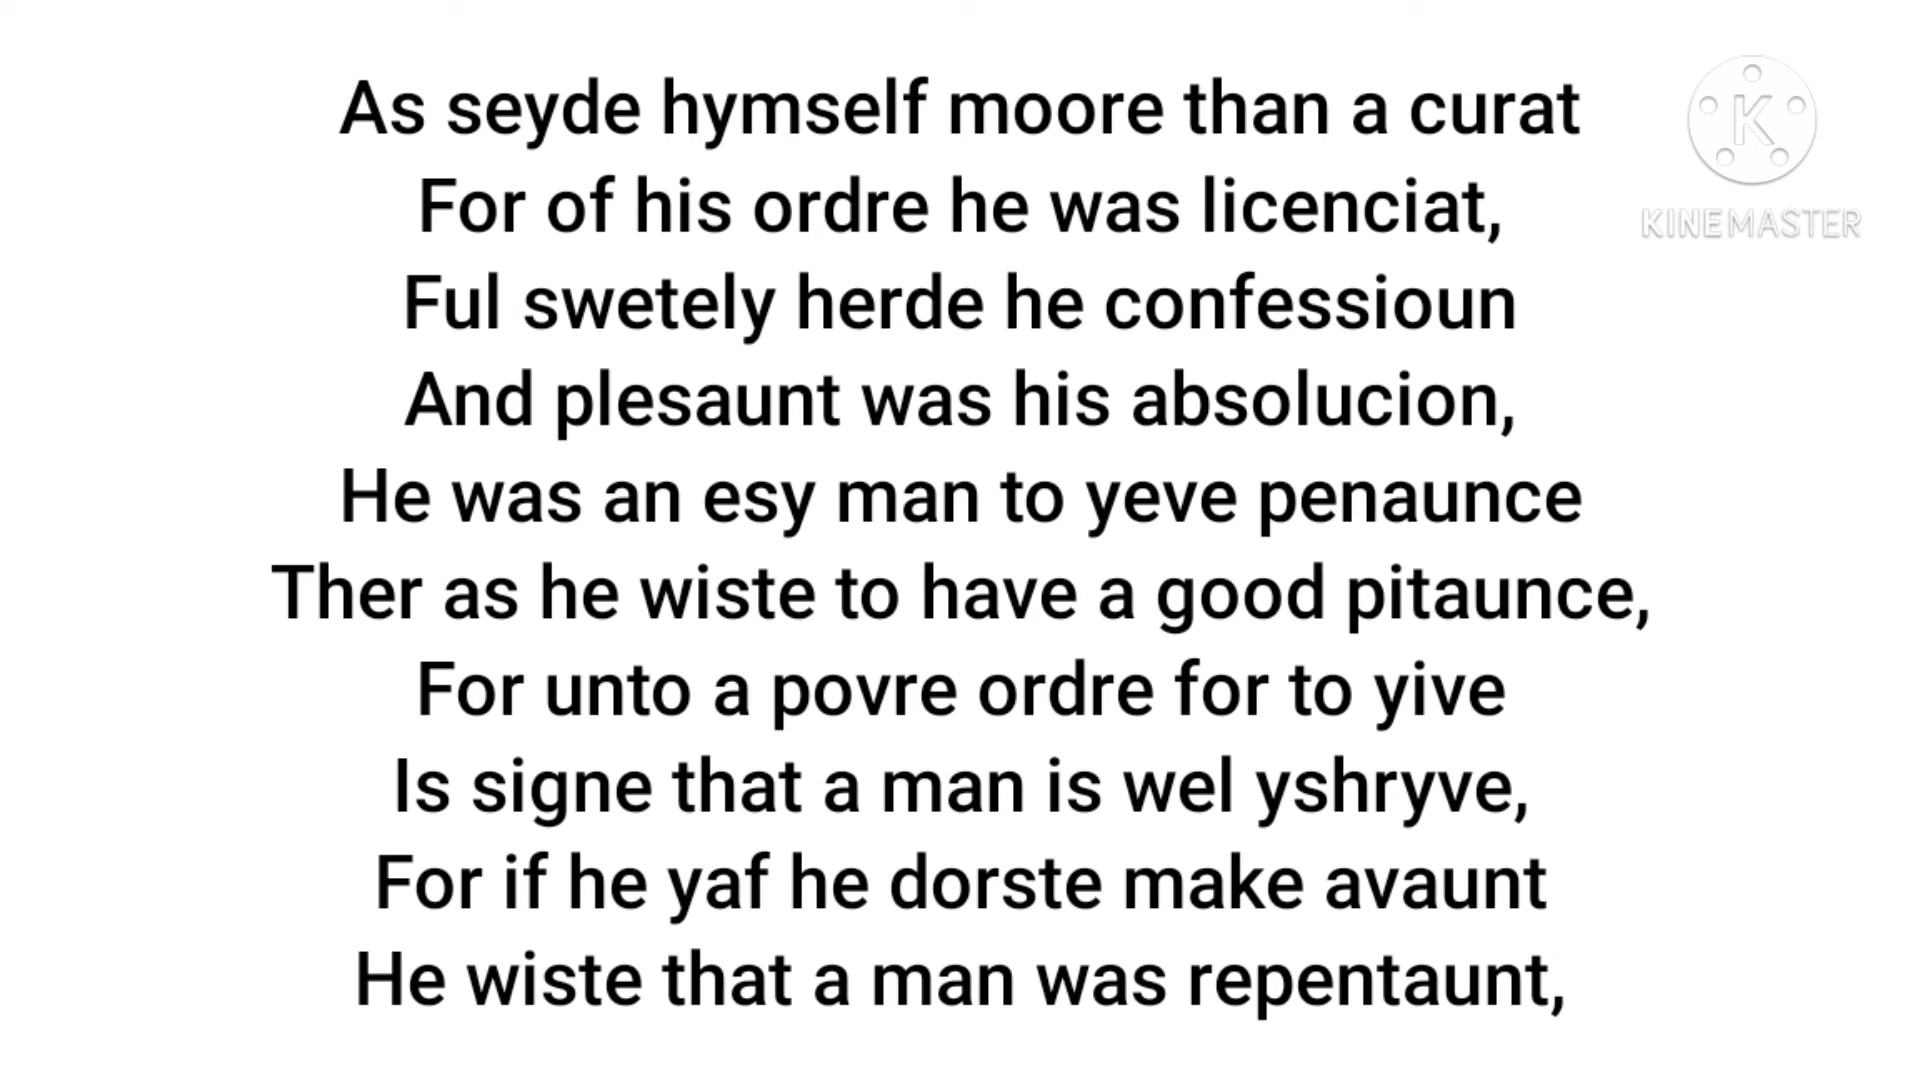 As seyde hymself moore than a curat
For of his ordre he was licenciat,
Ful swetely herde he confessioun
And plesaunt was his absolucion,
He was an esy man to yeve penaunce
Ther as he wiste to have a good pitaunce,
For unto a povre ordre for to yive
Is signe that a man is wel yshryve,
For if he yaf he dorste make avaunt
He wiste that a man was repentaunt,
K
KINEMASTER